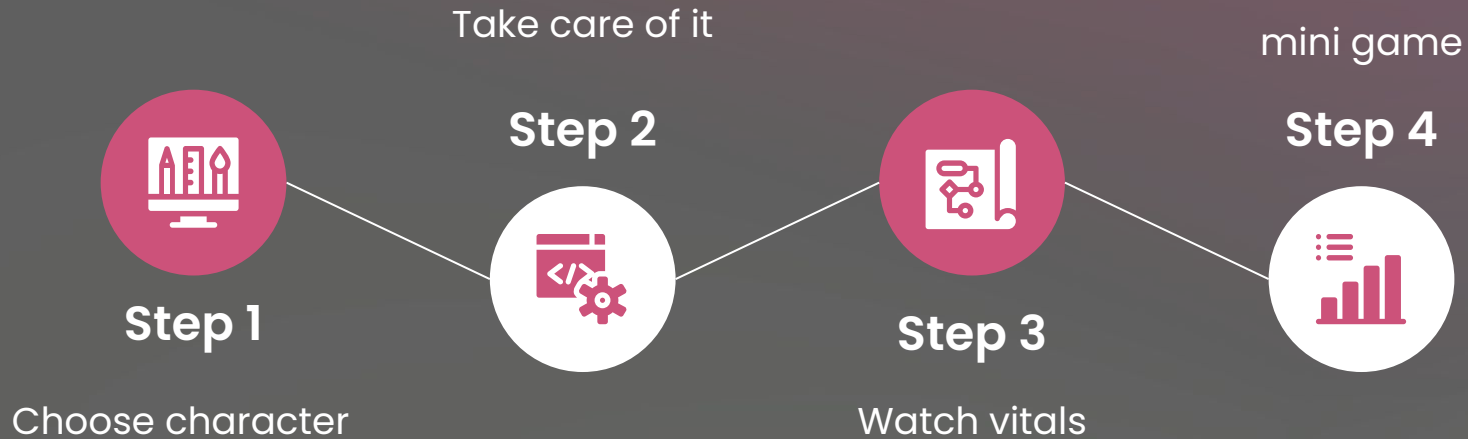 Step 1
Choose character
Take care of it
Step 2
</>
Step 3
Watch vitals
mini game
Step 4